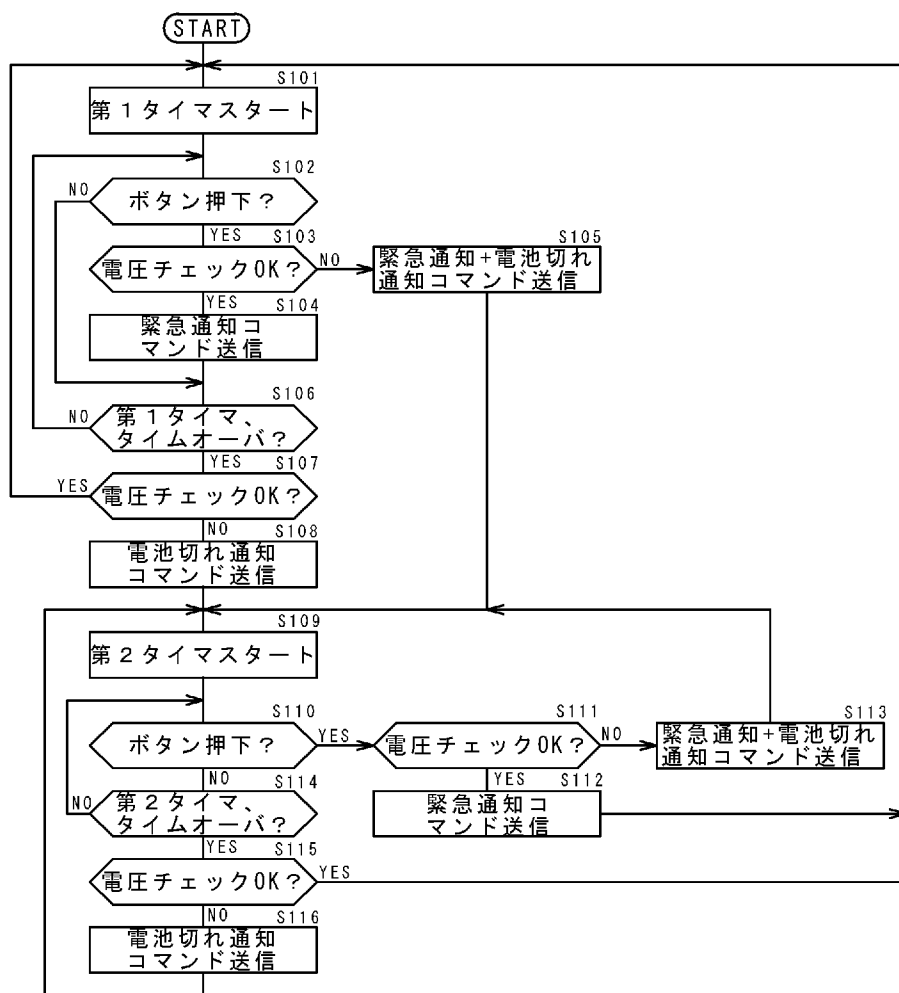 START
S101
第1タイマスタート
S102
NO
ボタン押下?
YES
S103
電圧チェックOK?
NO
S105
緊急通知+電池切れ
通知コマンド送信
YES
S104
緊急通知コ
マンド送信
S106
NO
第1タイマ、
タイムオーバ?
YES
S107
YES
電圧チェックOK?
NO
S108
電池切れ通知
コマンド送信
S109
第2タイマスタート
S110
ボタン押下?
YES
S111
電圧チェックOK?
NO
S113
緊急通知+電池切れ
通知コマンド送信
NO
S114
YES
S112
NO
第2タイマ、
タイムオーバ?
緊急通知コ
マンド送信
YES
S115
電圧チェックOK?
YES
NO
S116
電池切れ通知
コマンド送信